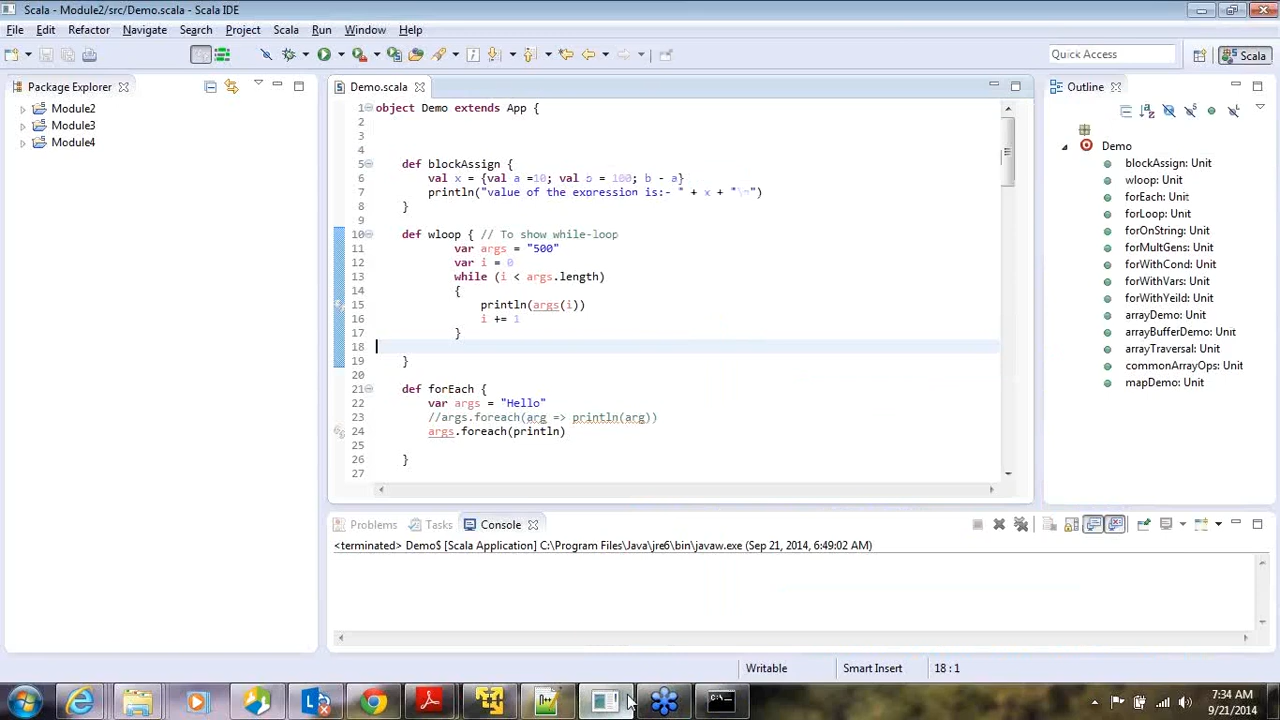 Scala - Module2/src/Demo.scala - Scala IDE
File Edit Refactor Navigate Search Project Scala Run Window Help
Quick Access
Scala
Package Explorer
Module2
Module3
Module4
Demo.scala
1 object Demo extends App {
2
3
4
5 def blockAssign {
6 val x = {val a =10; val b = 100; b - a}
7 println("value of the expression is:- " + x + "\n")
8 }
9
10 def wloop { // To show while-loop
11 var args = "500"
12 var i = 0
13 while (i < args.length)
14 {
15 println(args(i))
16 i += 1
17 }
18
19 }
20
21 def forEach {
22 var args = "Hello"
23 //args.foreach(arg => println(arg))
24 args.foreach(println)
25
26 }
27
Outline
Demo
blockAssign: Unit
wloop: Unit
forEach: Unit
forLoop: Unit
forOnString: Unit
forMultGens: Unit
forWithCond: Unit
forWithVars: Unit
forWithYeild: Unit
arrayDemo: Unit
arrayBufferDemo: Unit
arrayTraversal: Unit
commonArrayOps: Unit
mapDemo: Unit
Problems Tasks Console
<terminated> Demo$ [Scala Application] C:\Program Files\Java\jre6\bin\javaw.exe (Sep 21, 2014, 6:49:02 AM)
Writable Smart Insert 18 : 1
7:34 AM
9/21/2014